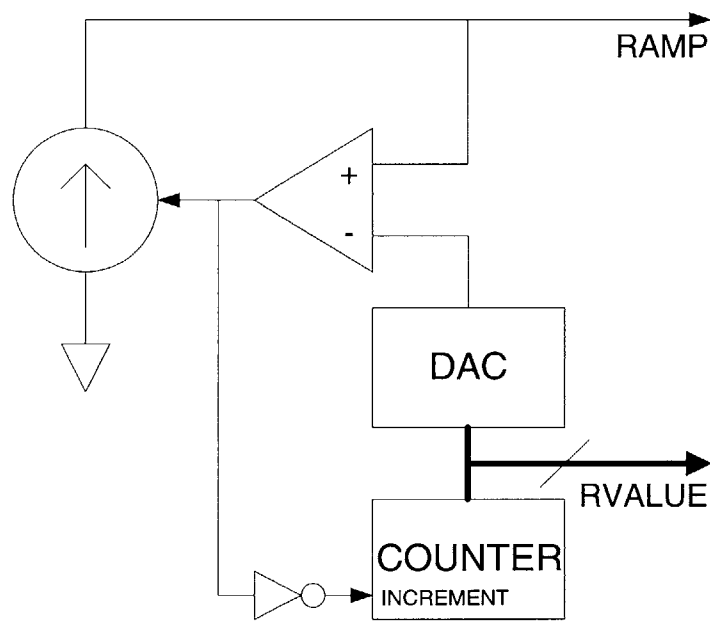 RAMP
+
-
DAC
RVALUE
COUNTER
INCREMENT